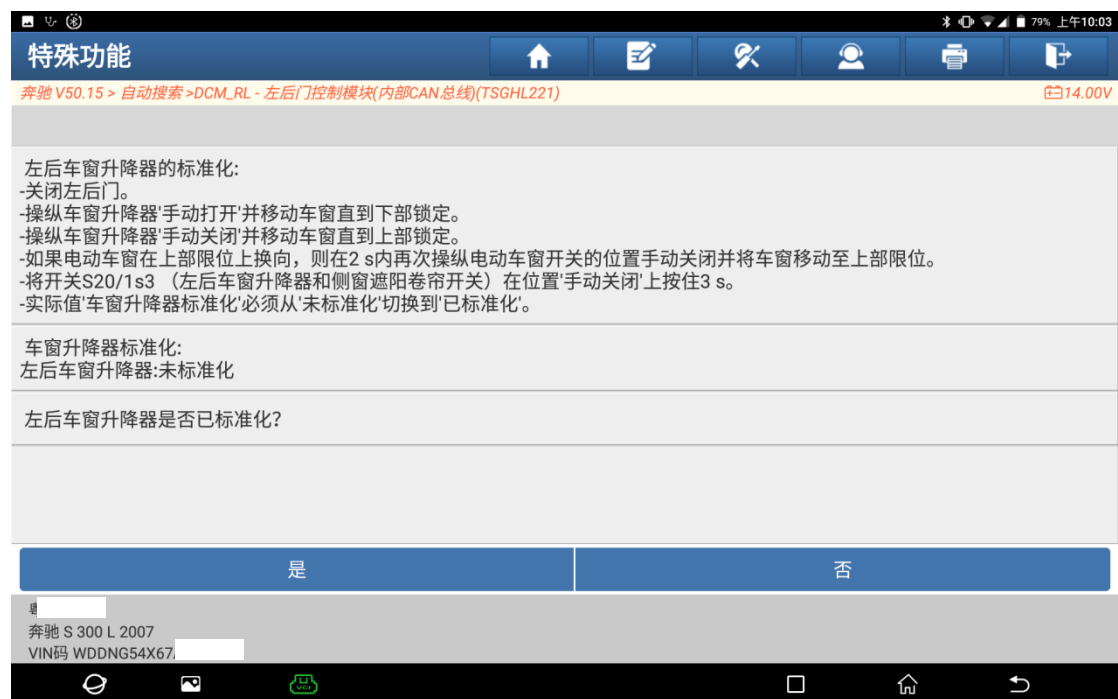 79% 上午10:03
特殊功能
奔驰 V50.15 > 自动搜索 >DCM_RL - 左后门控制模块(内部CAN总线)(TSGHL221)
14.00V
左后车窗升降器的标准化:
-关闭左后门。
-操纵车窗升降器'手动打开'并移动车窗直到下部锁定。
-操纵车窗升降器'手动关闭'并移动车窗直到上部锁定。
-如果电动车窗在上部限位上换向，则在2 s内再次操纵电动车窗开关的位置手动关闭并将车窗移动至上部限位。
-将开关S20/1s3 （左后车窗升降器和侧窗遮阳卷帘开关）在位置'手动关闭'上按住3 s。
-实际值'车窗升降器标准化'必须从'未标准化'切换到'已标准化'。
车窗升降器标准化:
左后车窗升降器:未标准化
左后车窗升降器是否已标准化?
是
否
奔驰 S 300 L 2007
VIN码 WDDNG54X67
VCI